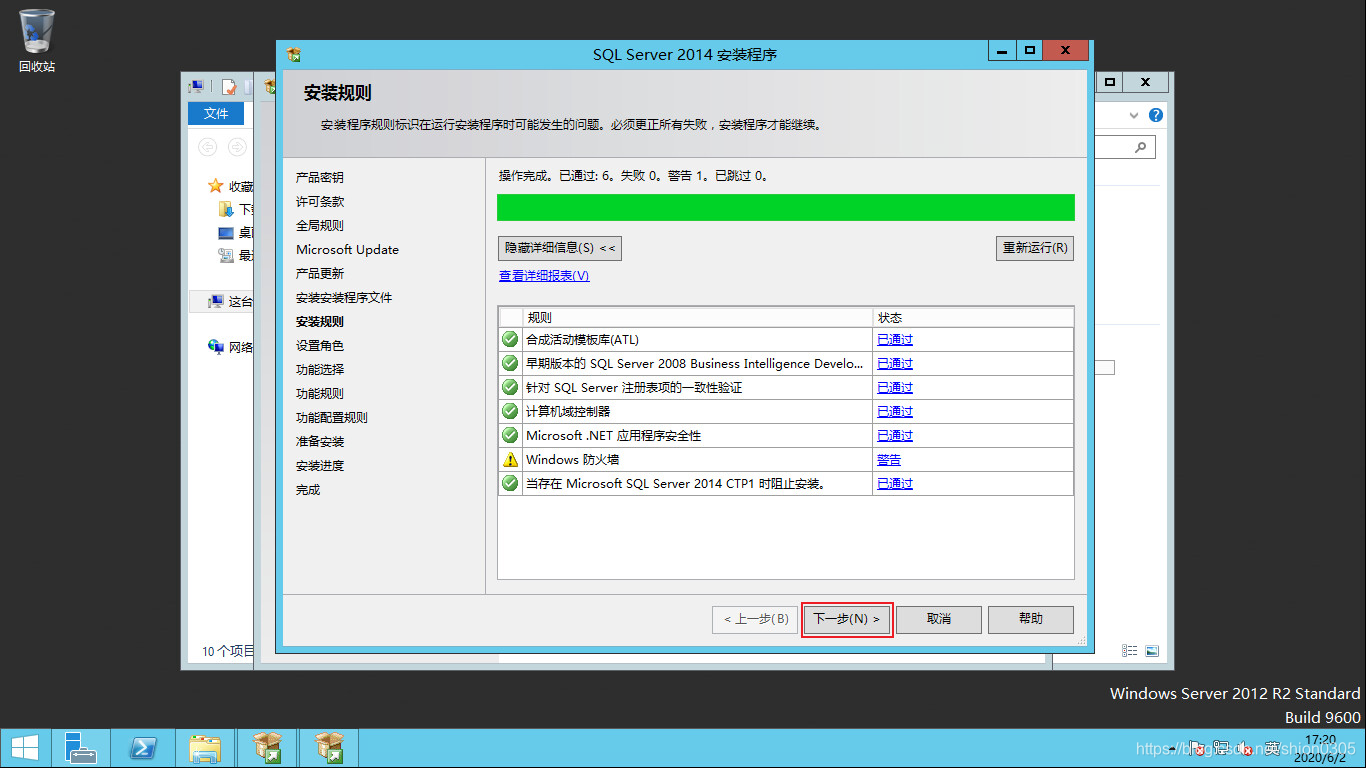 回收站
SQL Server 2014 安装程序
文件
安装规则
安装程序规则标识在运行安装程序时可能发生的问题。必须更正所有失败，安装程序才能继续。
收藏
下载
桌面
最近
这台
网络
10 个项目
产品密钥
许可条款
全局规则
Microsoft Update
产品更新
安装安装程序文件
安装规则
设置角色
功能选择
功能规则
功能配置规则
准备安装
安装进度
完成
操作完成。已通过: 6。失败 0。警告 1。已跳过 0。
隐藏详细信息(S) <<
重新运行(R)
查看详细报表(V)
规则 状态
合成活动模板库(ATL) 已通过
早期版本的 SQL Server 2008 Business Intelligence Develo... 已通过
针对 SQL Server 注册表项的一致性验证 已通过
计算机域控制器 已通过
Microsoft .NET 应用程序安全性 已通过
Windows 防火墙 警告
当存在 Microsoft SQL Server 2014 CTP1 时阻止安装。 已通过
< 上一步(B) 下一步(N) > 取消 帮助
Windows Server 2012 R2 Standard
Build 9600
英
17:20
2020/6/2
https://blog.csdn.net/shion0305